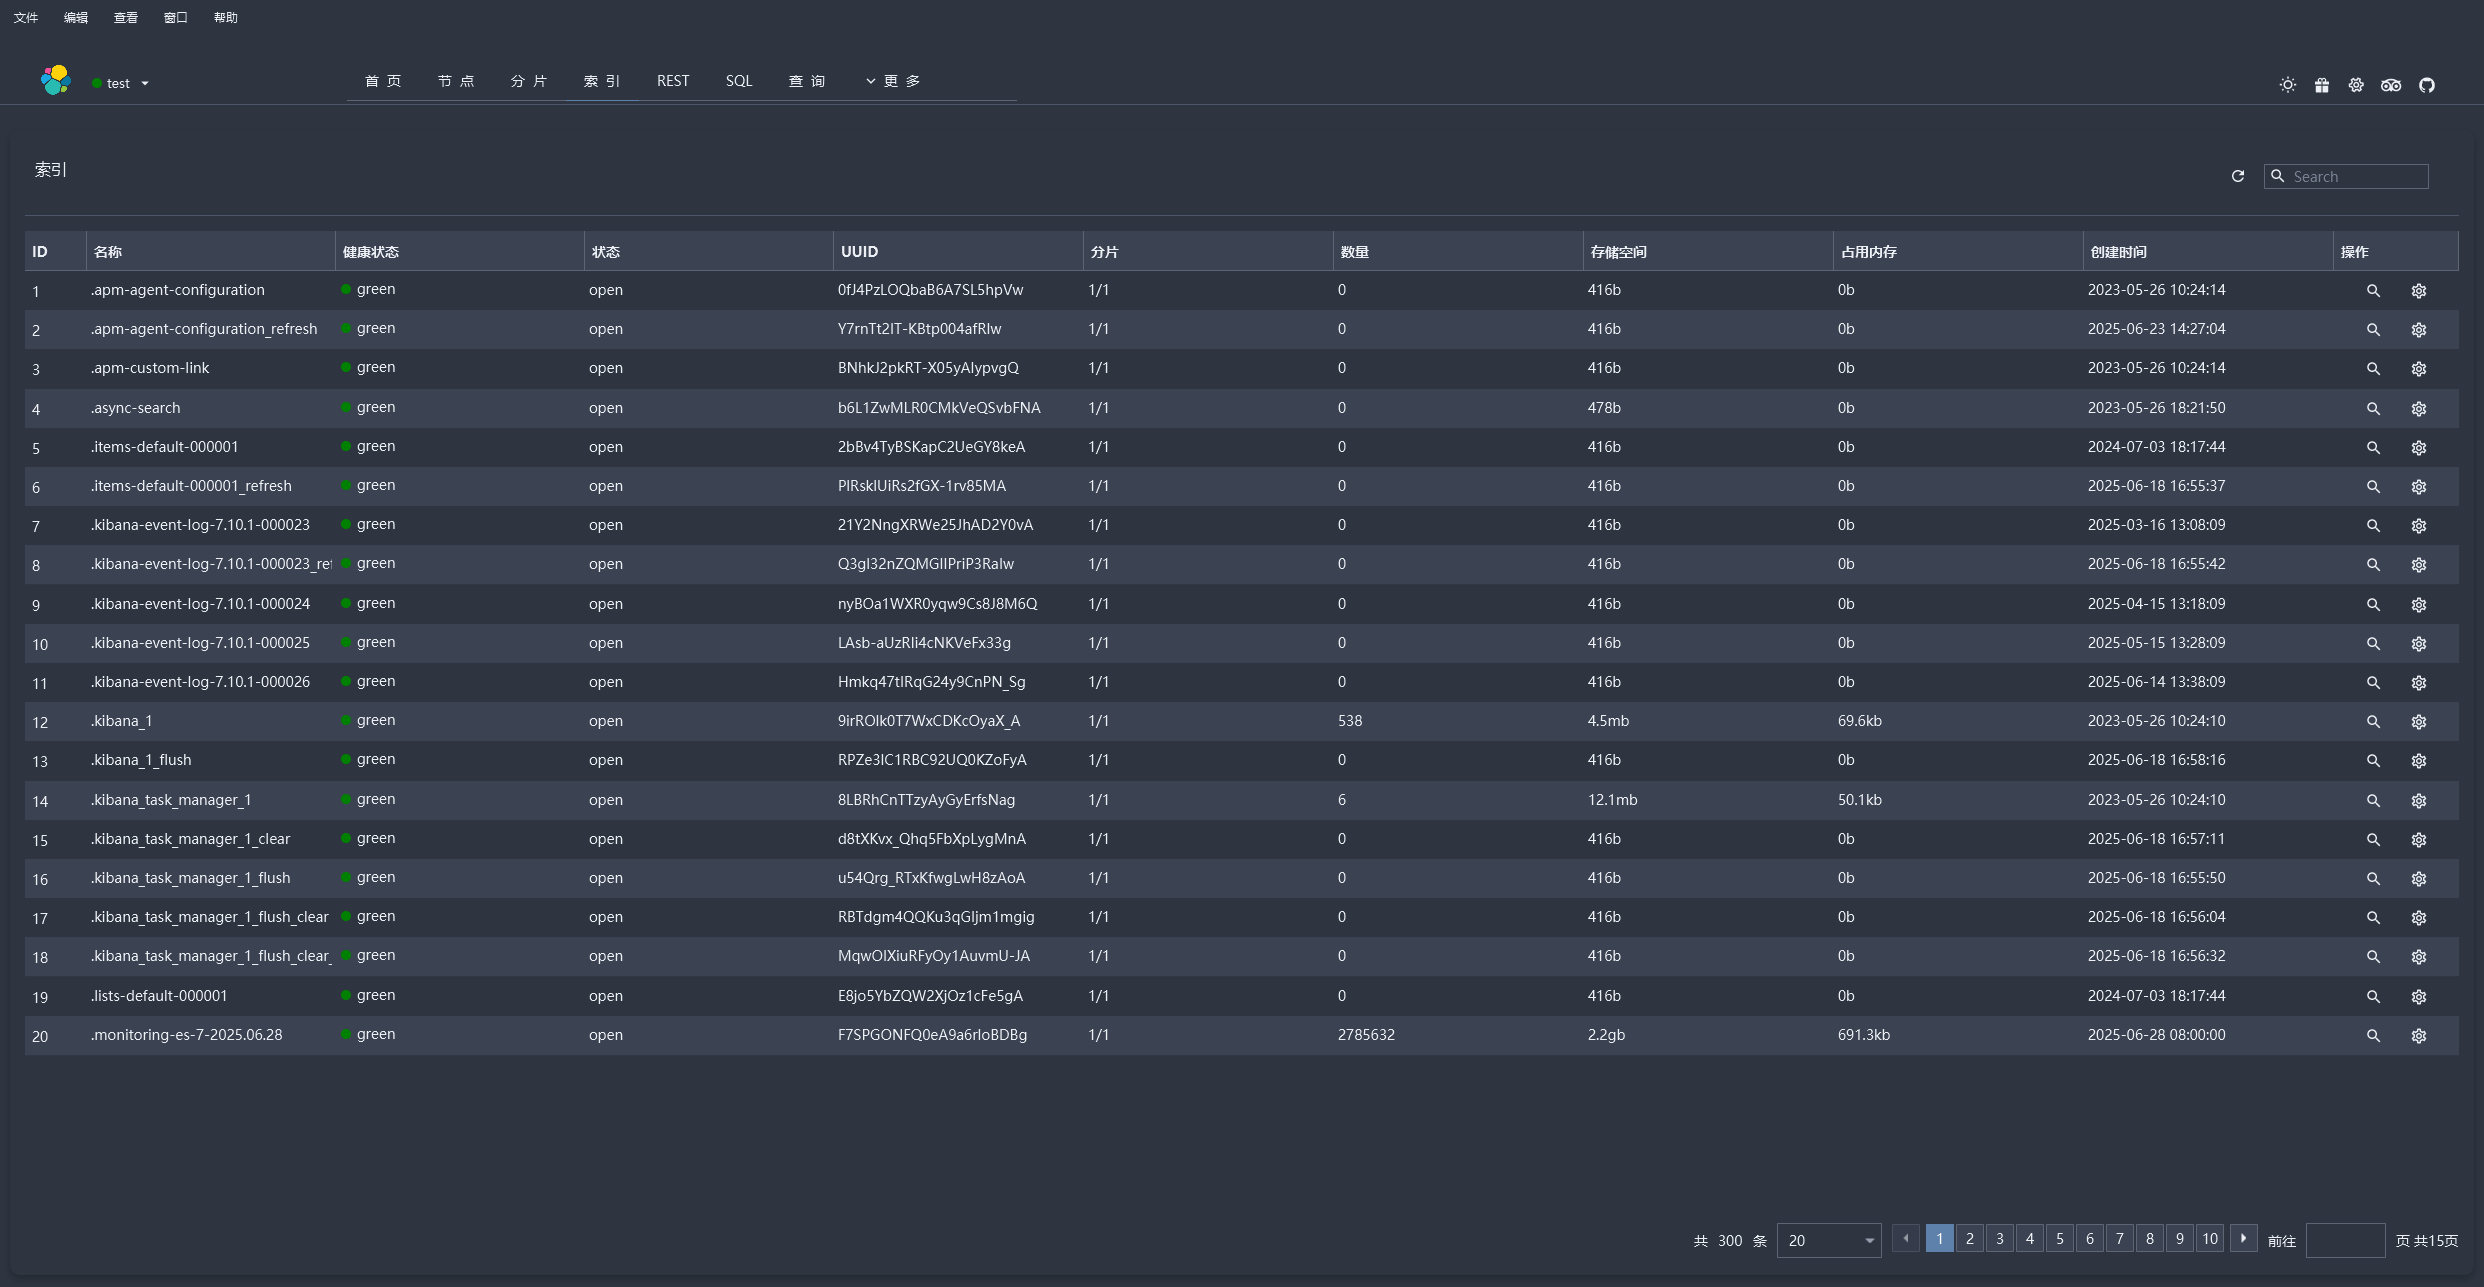 文件 编辑 查看 窗口 帮助
test 首页 节点 分片 索引 REST SQL 查询 更多
索引
Search
ID 名称 健康状态 状态 UUID 分片 数量 存储空间 占用内存 创建时间 操作
1 .apm-agent-configuration green open 0fJ4PzLOQbaB6A7SL5hpVw 1/1 0 416b 0b 2023-05-26 10:24:14
2 .apm-agent-configuration_refresh green open Y7rnTt2IT-KBtp004afRlw 1/1 0 416b 0b 2025-06-23 14:27:04
3 .apm-custom-link green open BNhkJ2pkRT-X05yAlypvgQ 1/1 0 416b 0b 2023-05-26 10:24:14
4 .async-search green open b6L1ZwMLR0CMkVeQSvbFNA 1/1 0 478b 0b 2023-05-26 18:21:50
5 .items-default-000001 green open 2bBv4TyBSKapC2UeGY8keA 1/1 0 416b 0b 2024-07-03 18:17:44
6 .items-default-000001_refresh green open PlRsklUiRs2fGX-1rv85MA 1/1 0 416b 0b 2025-06-18 16:55:37
7 .kibana-event-log-7.10.1-000023 green open 21Y2NngXRWe25JhAD2Y0vA 1/1 0 416b 0b 2025-03-16 13:08:09
8 .kibana-event-log-7.10.1-000023_ref green open Q3gI32nZQMGIIPriP3RaIw 1/1 0 416b 0b 2025-06-18 16:55:42
9 .kibana-event-log-7.10.1-000024 green open nyBOa1WXR0yqw9Cs8J8M6Q 1/1 0 416b 0b 2025-04-15 13:18:09
10 .kibana-event-log-7.10.1-000025 green open LAsb-aUzRIi4cNKVeFx33g 1/1 0 416b 0b 2025-05-15 13:28:09
11 .kibana-event-log-7.10.1-000026 green open Hmkq47tIRqG24y9CnPN_Sg 1/1 0 416b 0b 2025-06-14 13:38:09
12 .kibana_1 green open 9irROlk0T7WxCDKcOyaX_A 1/1 538 4.5mb 69.6kb 2023-05-26 10:24:10
13 .kibana_1_flush green open RPZe3lC1RBC92UQ0KZoFyA 1/1 0 416b 0b 2025-06-18 16:58:16
14 .kibana_task_manager_1 green open 8LBRhCnTTzyAyGyErfsNag 1/1 6 12.1mb 50.1kb 2023-05-26 10:24:10
15 .kibana_task_manager_1_clear green open d8tXKvx_Qhq5FbXpLygMnA 1/1 0 416b 0b 2025-06-18 16:57:11
16 .kibana_task_manager_1_flush green open u54Qrg_RTxKfwgLwH8zAoA 1/1 0 416b 0b 2025-06-18 16:55:50
17 .kibana_task_manager_1_flush_clear green open RBTdgm4QQKu3qGljm1mgig 1/1 0 416b 0b 2025-06-18 16:56:04
18 .kibana_task_manager_1_flush_clear_ green open MqwOIXiuRFyOy1AuvmU-JA 1/1 0 416b 0b 2025-06-18 16:56:32
19 .lists-default-000001 green open E8jo5YbZQW2XjOz1cFe5gA 1/1 0 416b 0b 2024-07-03 18:17:44
20 .monitoring-es-7-2025.06.28 green open F7SPGONFQ0eA9a6rIoBDBg 1/1 2785632 2.2gb 691.3kb 2025-06-28 08:00:00
共 300 条 20 1 2 3 4 5 6 7 8 9 10 前往 页 共15页